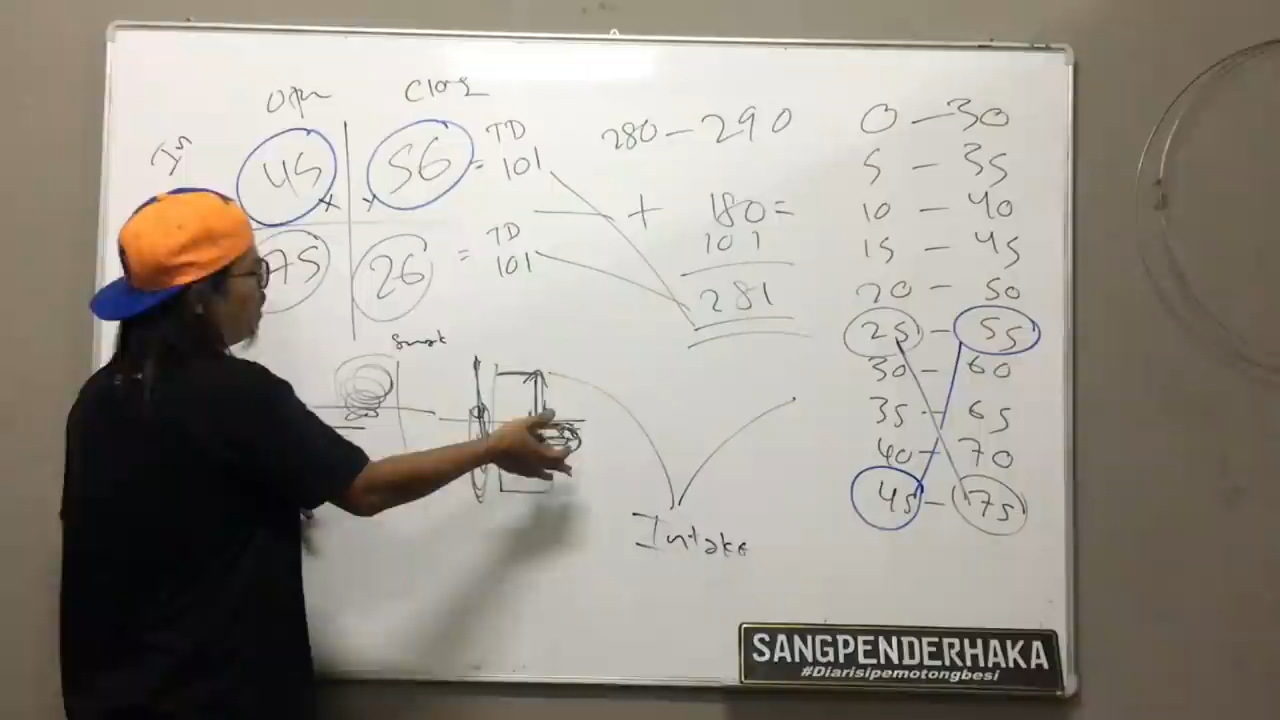 In
Open Close
45 56 = TD 101
75 26 = TD 101
280 - 290
+ 180 =
101
281
Intake
0 - 30
5 - 35
10 - 40
15 - 45
20 - 50
25 - 55
30 - 60
35 - 65
40 - 70
45 - 75
SANGPENDERHAKA
#Diarisipemotongbesi